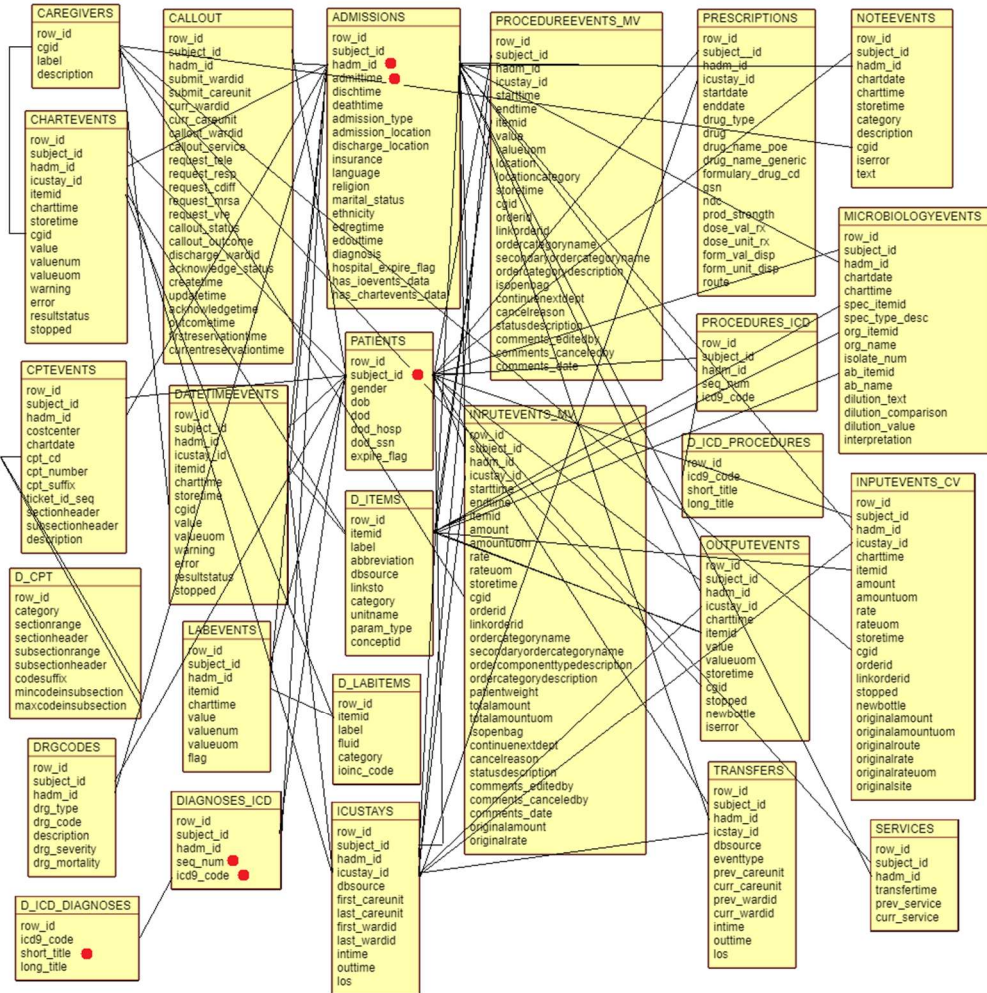 CAREGIVERS
row_id
cgid
label
description
CHARTEVENTS
row_id
subject_id
hadm_id
icustay_id
itemid
charttime
storetime
cgid
value
valuenum
valueuom
warning
error
resultstatus
stopped
CPTEVENTS
row_id
subject_id
hadm_id
costcenter
chartdate
cpt_cd
cpt_number
cpt_suffix
ticket_id_seq
sectionheader
subsectionheader
description
D_CPT
row_id
category
sectionrange
sectionheader
subsectionrange
subsectionheader
codesuffix
mincodeinsubsection
maxcodeinsubsection
DRGCODES
row_id
subject_id
hadm_id
drg_type
drg_code
description
drg_severity
drg_mortality
D_ICD_DIAGNOSES
row_id
icd9_code
short_title
long_title
CALLOUT
row_id
subject_id
hadm_id
submit_wardid
submit_careunit
curr_wardid
curr_careunit
callout_wardid
callout_service
request_tele
request_resp
request_cdiff
request_mrsa
request_vre
callout_status
callout_outcome
discharge_wardid
acknowledge_status
createtime
updatetime
acknowledgetime
outcometime
firstreservationtime
currentreservationtime
DATETIMEEVENTS
row_id
subject_id
hadm_id
icustay_id
itemid
charttime
storetime
cgid
value
valueuom
warning
error
resultstatus
stopped
LABEVENTS
row_id
subject_id
hadm_id
itemid
charttime
value
valuenum
valueuom
flag
DIAGNOSES_ICD
row_id
subject_id
hadm_id
seq_num
icd9_code
ADMISSIONS
row_id
subject_id
hadm_id
admittime
dischtime
deathtime
admission_type
admission_location
discharge_location
insurance
language
religion
marital_status
ethnicity
edregtime
edouttime
diagnosis
hospital_expire_flag
has_ioevents_data
has_chartevents_data
PATIENTS
row_id
subject_id
gender
dob
dod
dod_hosp
dod_ssn
expire_flag
D_ITEMS
row_id
itemid
label
abbreviation
dbsource
linksto
category
unitname
param_type
conceptid
D_LABITEMS
row_id
itemid
label
fluid
category
ioinc_code
ICUSTAYS
row_id
subject_id
hadm_id
icustay_id
dbsource
first_careunit
last_careunit
first_wardid
last_wardid
intime
outtime
los
PROCEDUREEVENTS_MV
row_id
subject_id
hadm_id
icustay_id
starttime
endtime
itemid
value
valueuom
location
locationcategory
storetime
cgid
orderid
linkorderid
ordercategoryname
secondaryordercategoryname
ordercategorydescription
isopenbag
continuenextdept
cancelreason
statusdescription
comments_editedby
comments_canceledby
comments_date
INPUTEVENTS_MV
row_id
subject_id
hadm_id
icustay_id
starttime
endtime
itemid
amount
amountuom
rate
rateuom
storetime
cgid
orderid
linkorderid
ordercategoryname
secondaryordercategoryname
ordercomponenttypedescription
ordercategorydescription
patientweight
totalamount
totalamountuom
isopenbag
continuenextdept
cancelreason
statusdescription
comments_editedby
comments_canceledby
comments_date
originalamount
originalrate
PRESCRIPTIONS
row_id
subject__id
hadm_id
icustay_id
startdate
enddate
drug_type
drug
drug_name_poe
drug_name_generic
formulary_drug_cd
gsn
ndc
prod_strength
dose_val_rx
dose_unit_rx
form_val_disp
form_unit_disp
route
PROCEDURES_ICD
row_id
subject_id
hadm_id
seq_num
icd9_code
D_ICD_PROCEDURES
row_id
icd9_code
short_title
long_title
OUTPUTEVENTS
row_id
subject_id
hadm_id
icustay_id
charttime
itemid
value
valueuom
storetime
cgid
stopped
newbottle
iserror
TRANSFERS
row_id
subject_id
hadm_id
icstay_id
dbsource
eventtype
prev_careunit
curr_careunit
prev_wardid
curr_wardid
intime
outtime
los
NOTEEVENTS
row_id
subject_id
hadm_id
chartdate
charttime
storetime
category
description
cgid
iserror
text
MICROBIOLOGYEVENTS
row_id
subject_id
hadm_id
chartdate
charttime
spec_itemid
spec_type_desc
org_itemid
org_name
isolate_num
ab_itemid
ab_name
dilution_text
dilution_comparison
dilution_value
interpretation
INPUTEVENTS_CV
row_id
subject_id
hadm_id
icustay_id
charttime
itemid
amount
amountuom
rate
rateuom
storetime
cgid
orderid
linkorderid
stopped
newbottle
originalamount
originalamountuom
originalroute
originalrate
originalrateuom
originalsite
SERVICES
row_id
subject_id
hadm_id
transfertime
prev_service
curr_service